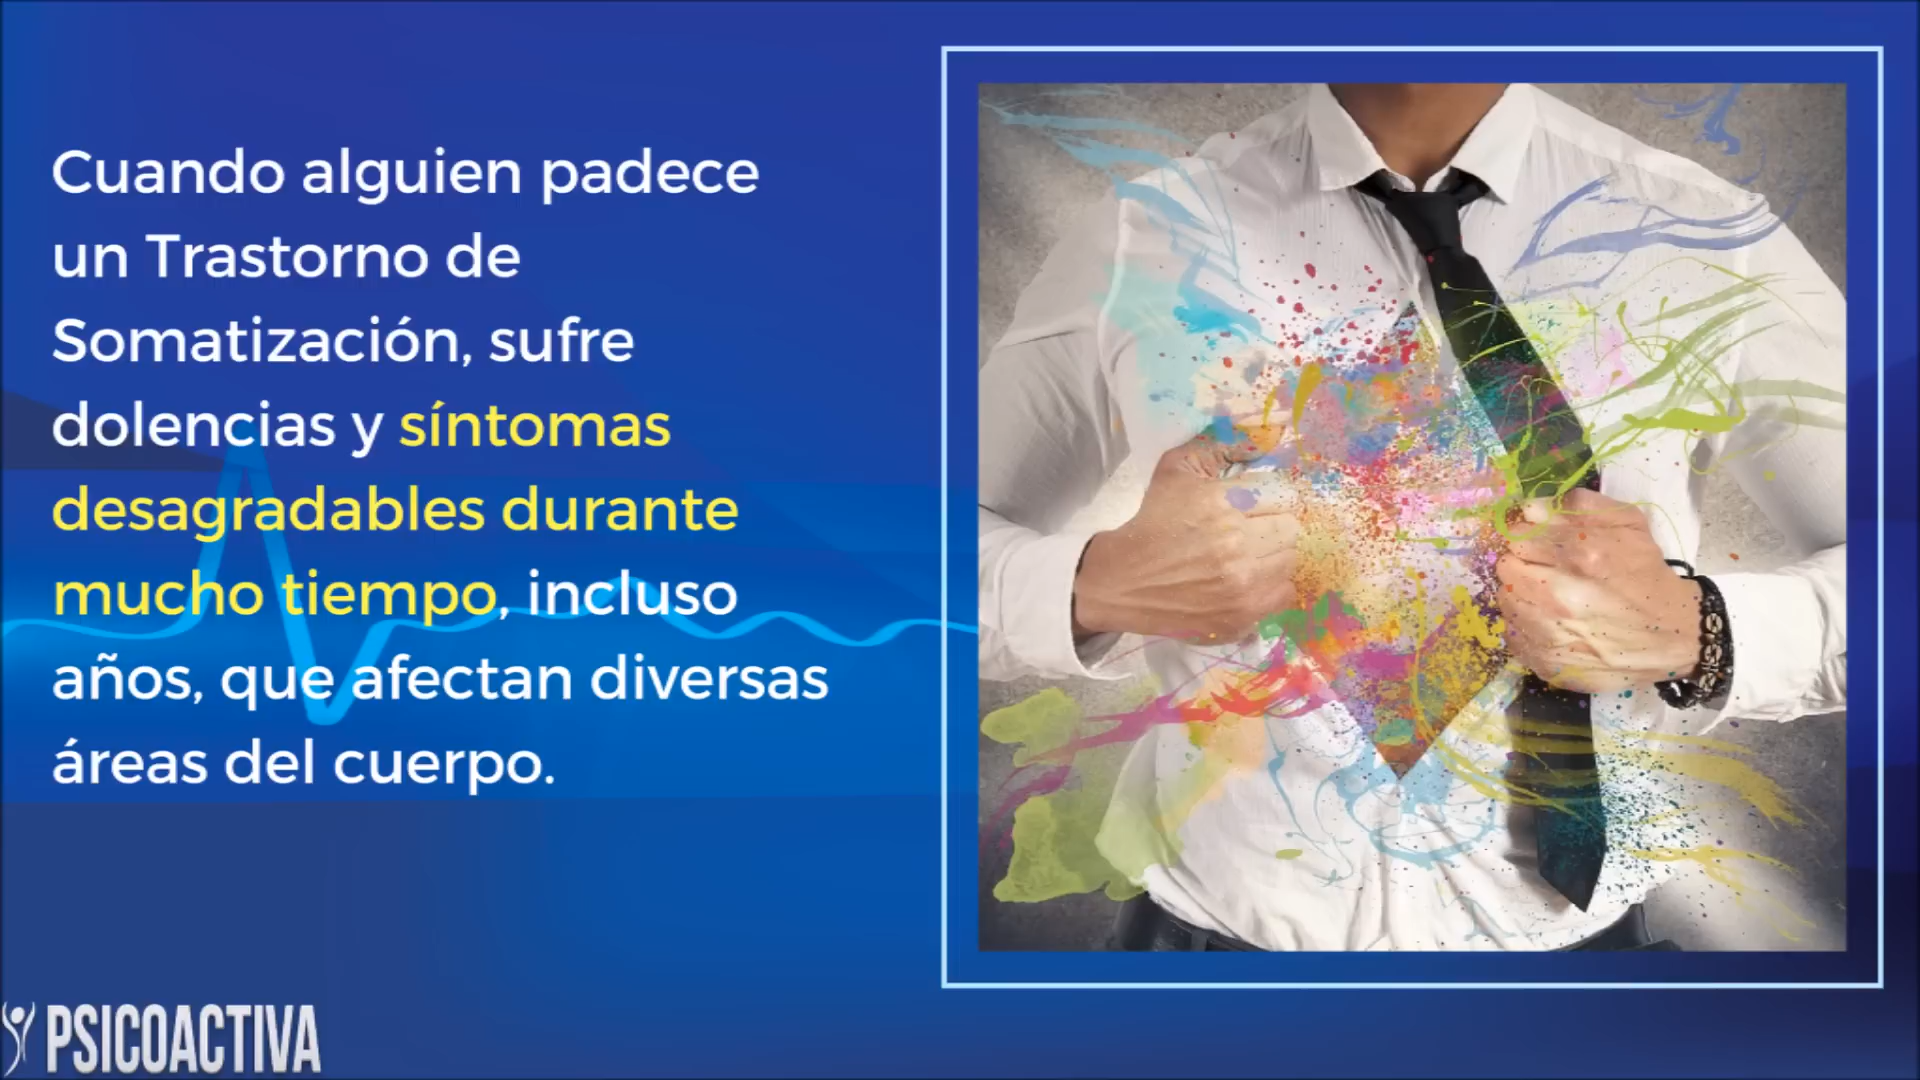 Cuando alguien padece
un Trastorno de
Somatización, sufre
dolencias y síntomas
desagradables durante
mucho tiempo, incluso
años, que afectan diversas
áreas del cuerpo.
PSICOACTIVA